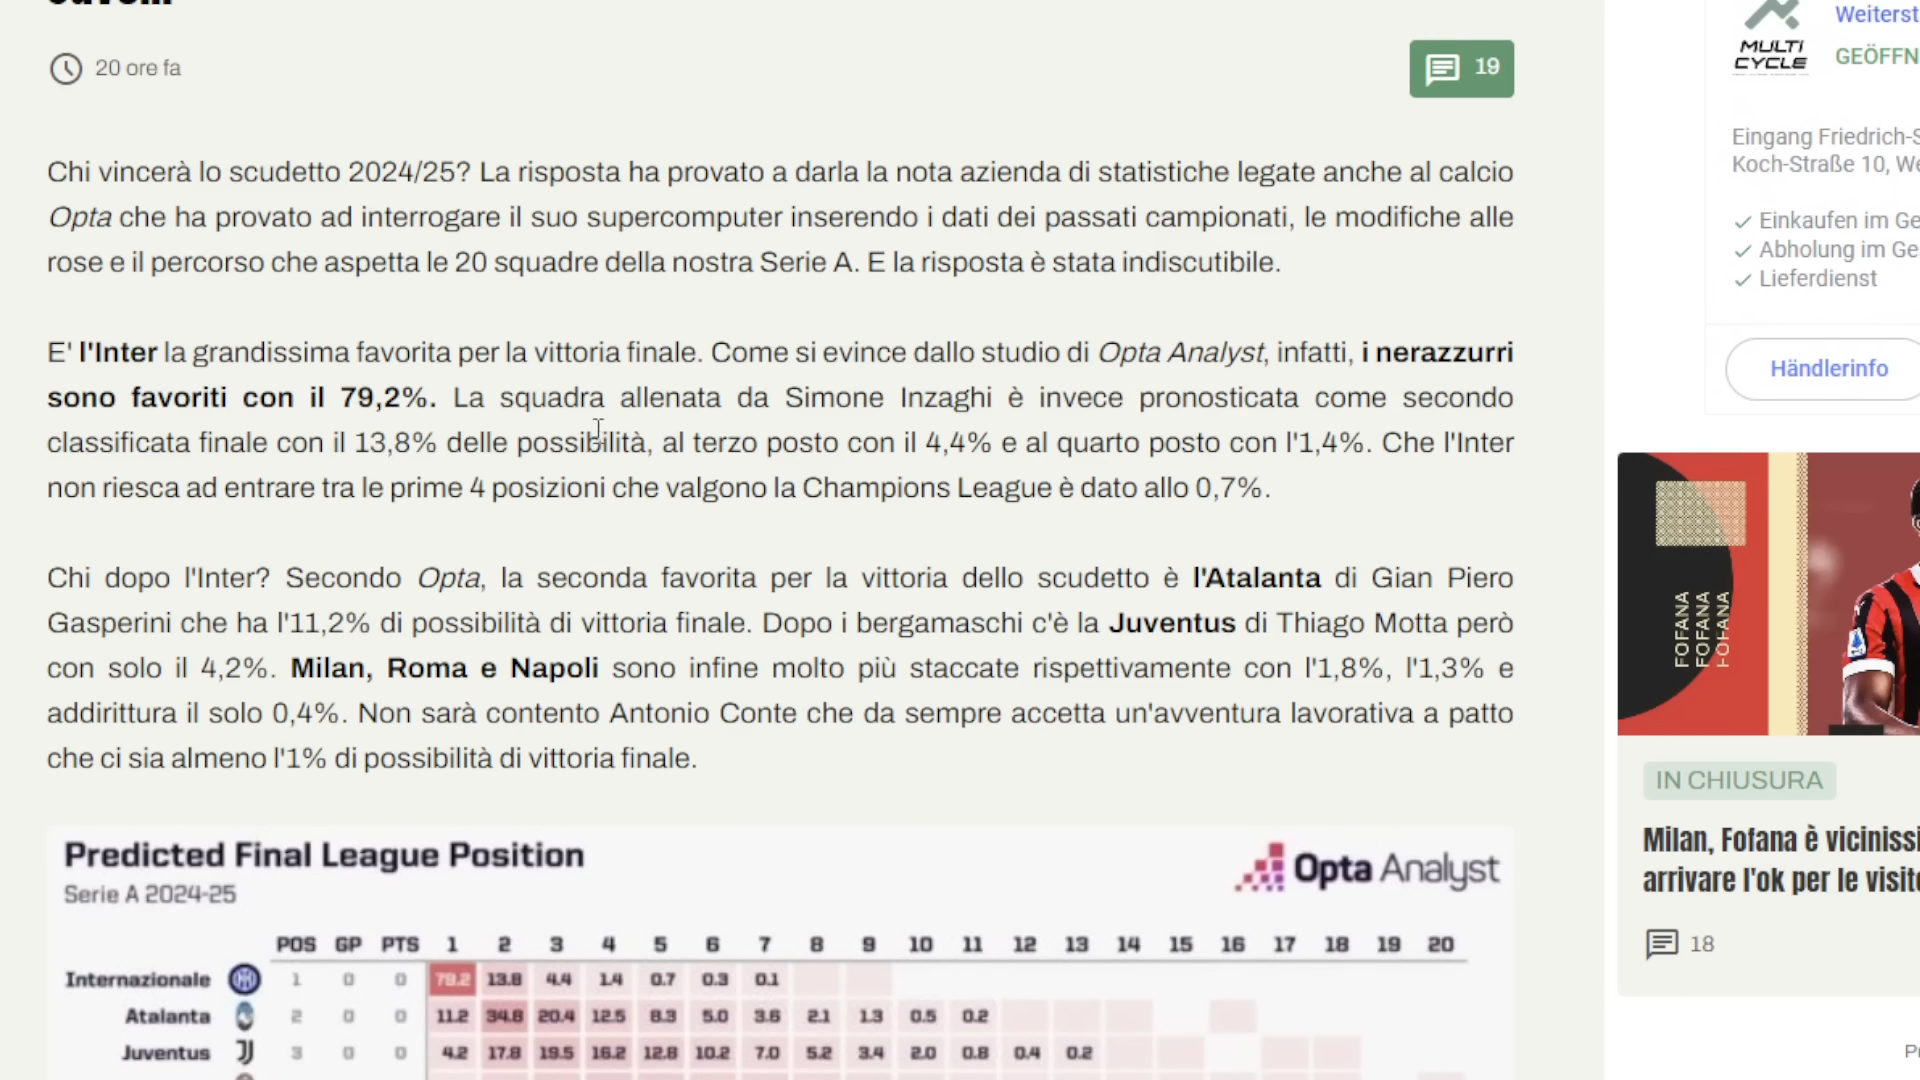 20 ore fa
19
Chi vincerà lo scudetto 2024/25? La risposta ha provato a darla la nota azienda di statistiche legate anche al calcio
Opta che ha provato ad interrogare il suo supercomputer inserendo i dati dei passati campionati, le modifiche alle
rose e il percorso che aspetta le 20 squadre della nostra Serie A. E la risposta è stata indiscutibile.
E' l'Inter la grandissima favorita per la vittoria finale. Come si evince dallo studio di Opta Analyst, infatti, i nerazzurri
sono favoriti con il 79,2%. La squadra allenata da Simone Inzaghi è invece pronosticata come secondo
classificata finale con il 13,8% delle possibilità, al terzo posto con il 4,4% e al quarto posto con l'1,4%. Che l'Inter
non riesca ad entrare tra le prime 4 posizioni che valgono la Champions League è dato allo 0,7%.
Chi dopo l'Inter? Secondo Opta, la seconda favorita per la vittoria dello scudetto è l'Atalanta di Gian Piero
Gasperini che ha l'11,2% di possibilità di vittoria finale. Dopo i bergamaschi c'è la Juventus di Thiago Motta però
con solo il 4,2%. Milan, Roma e Napoli sono infine molto più staccate rispettivamente con l'1,8%, l'1,3% e
addirittura il solo 0,4%. Non sarà contento Antonio Conte che da sempre accetta un'avventura lavorativa a patto
che ci sia almeno l'1% di possibilità di vittoria finale.
Predicted Final League Position
Serie A 2024-25
Opta Analyst
POS GP PTS 1 2 3 4 5 6 7 8 9 10 11 12 13 14 15 16 17 18 19 20
Internazionale 1 0 0 79.2 13.8 4.4 1.4 0.7 0.3 0.1
Atalanta 2 0 0 11.2 34.8 20.4 12.5 8.3 5.0 3.6 2.1 1.3 0.5 0.2
Juventus 3 0 0 4.2 17.8 19.5 16.2 12.8 10.2 7.0 5.2 3.4 2.0 0.8 0.4 0.2
MULTI
CYCLE
Weiterst
GEÖFFN
Eingang Friedrich-S
Koch-Straße 10, We
Einkaufen im Ge
Abholung im Ge
Lieferdienst
Händlerinfo
FOFANA
FOFANA
FOFANA
IN CHIUSURA
Milan, Fofana è vicinissi
arrivare l'ok per le visit
18